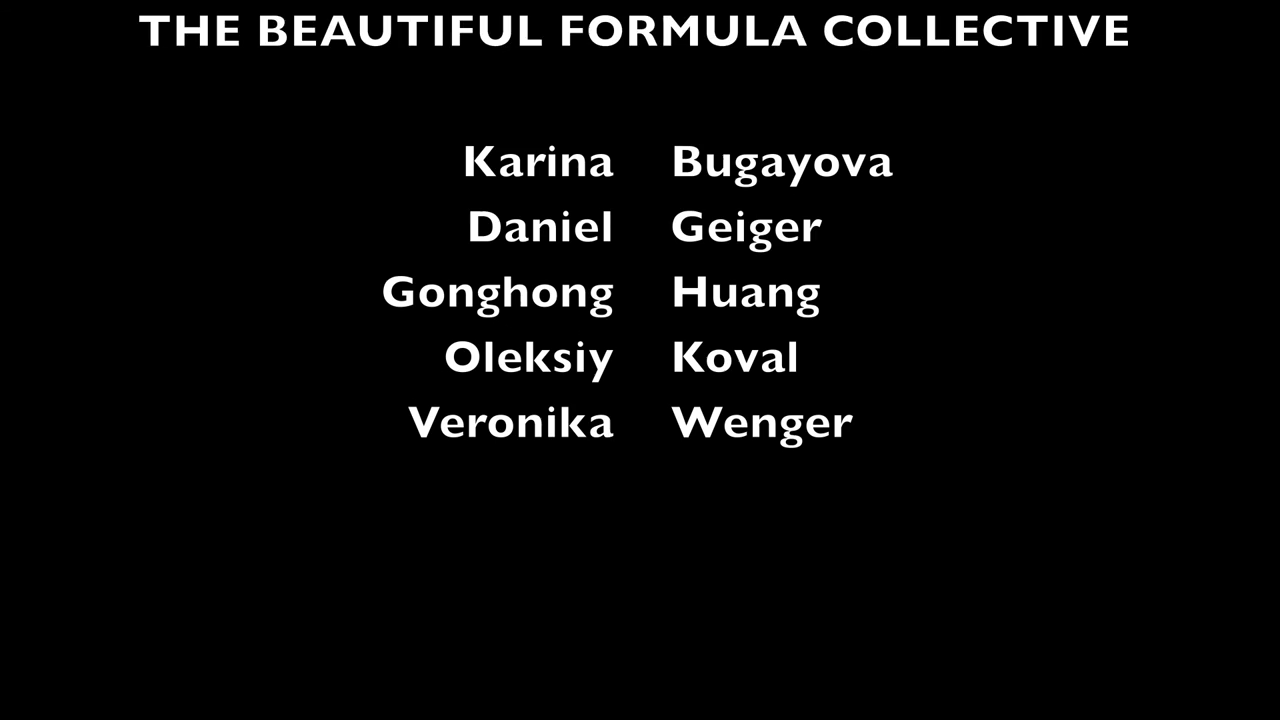 THE BEAUTIFUL FORMULA COLLECTIVE
Karina Bugayova
Daniel Geiger
Gonghong Huang
Oleksiy Koval
Veronika Wenger